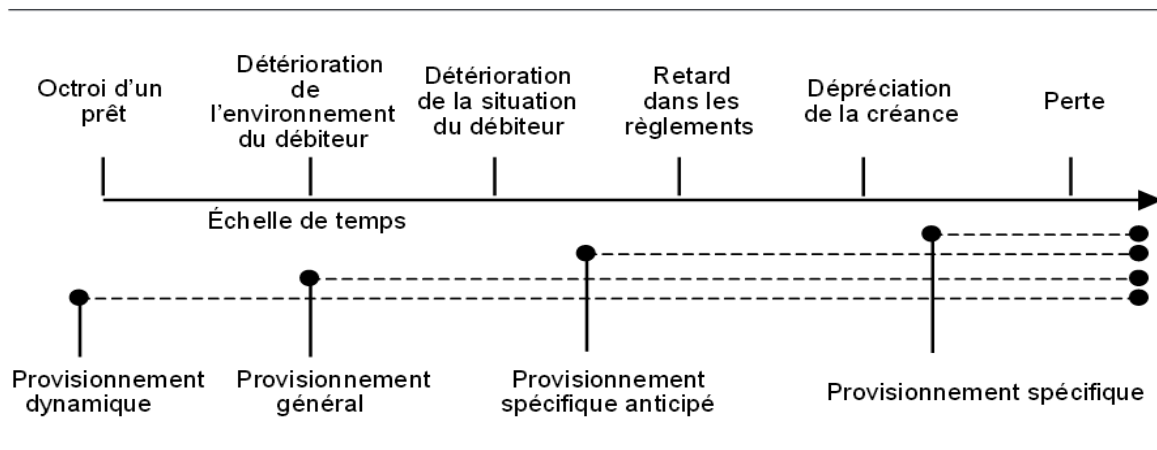 Octroi d’un
prêt
Détérioration
de
l’environnement
du débiteur
Détérioration
de la situation
du débiteur
Retard
dans les
règlements
Dépréciation
de la créance
Perte
Échelle de temps
Provisionnement
dynamique
Provisionnement
général
Provisionnement
spécifique anticipé
Provisionnement spécifique